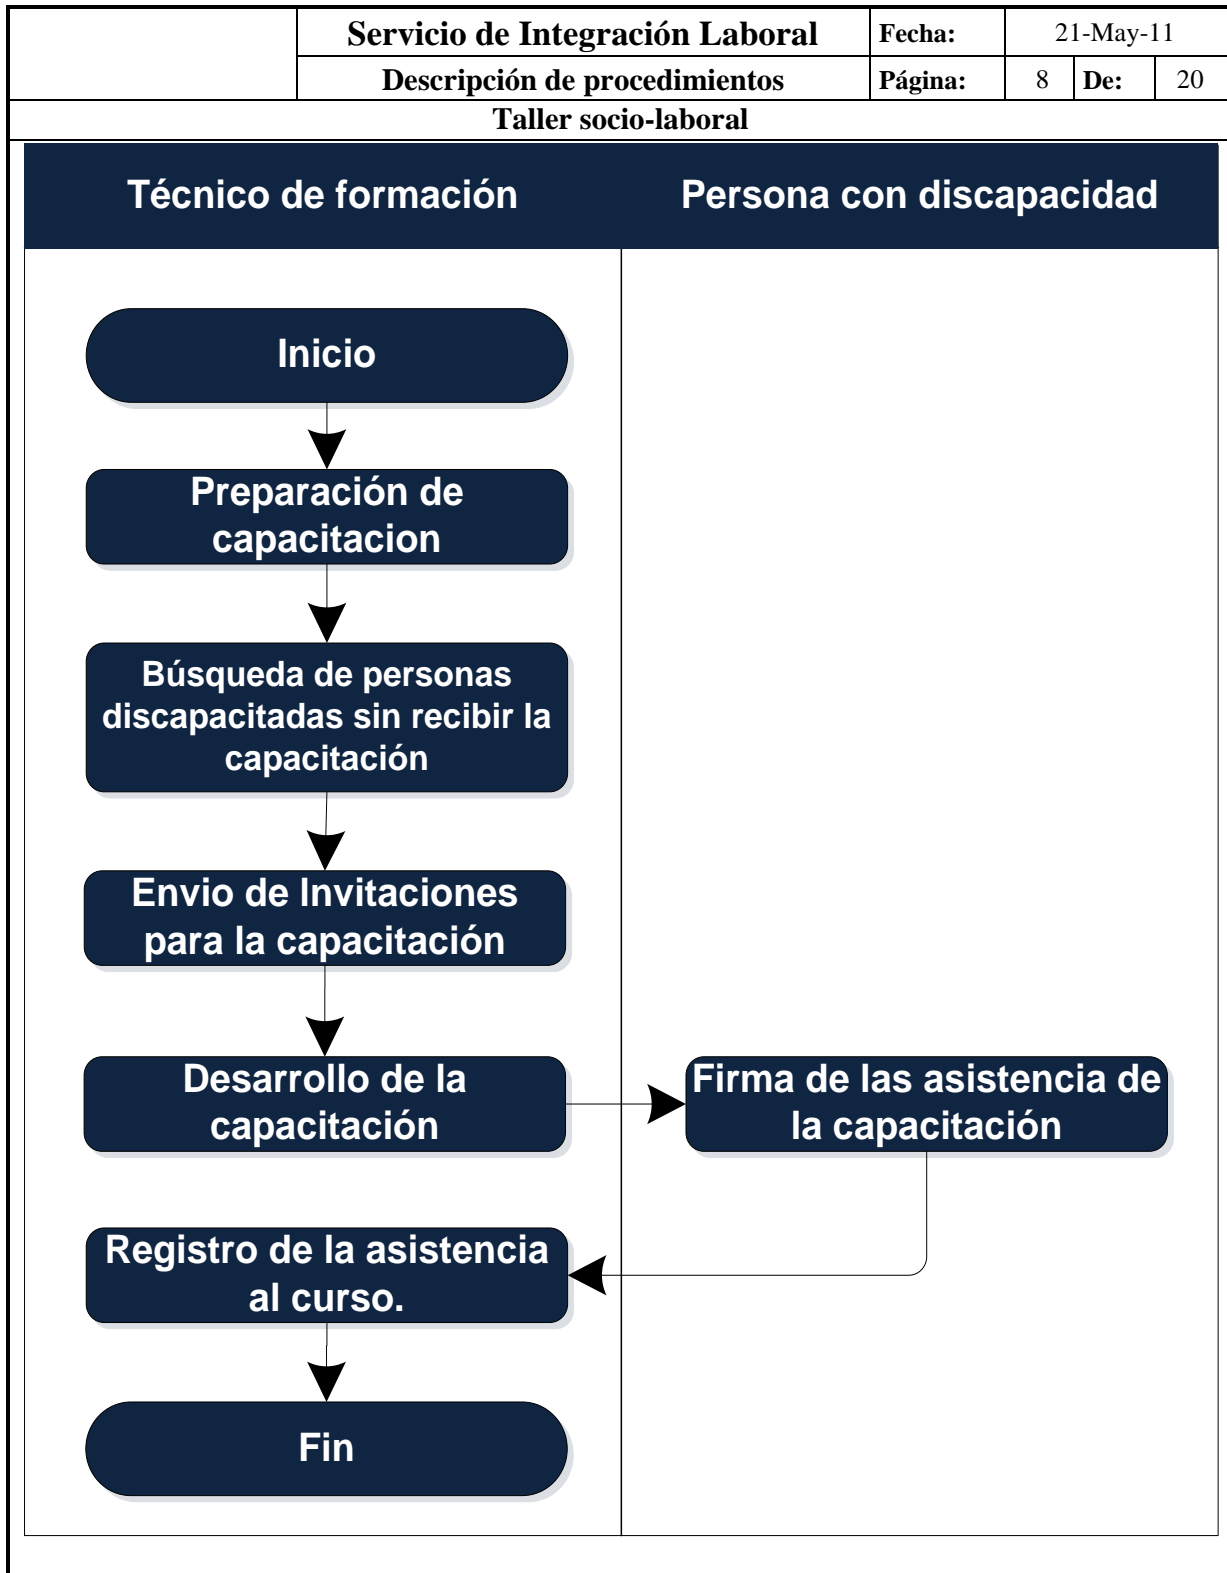 Servicio de Integración Laboral Fecha: 21-May-11
Descripción de procedimientos Página: 8 De: 20
Taller socio-laboral
Técnico de formación Persona con discapacidad
Inicio
Preparación de
capacitacion
Búsqueda de personas
discapacitadas sin recibir la
capacitación
Envio de Invitaciones
para la capacitación
Desarrollo de la
capacitación
Firma de las asistencia de
la capacitación
Registro de la asistencia
al curso.
Fin